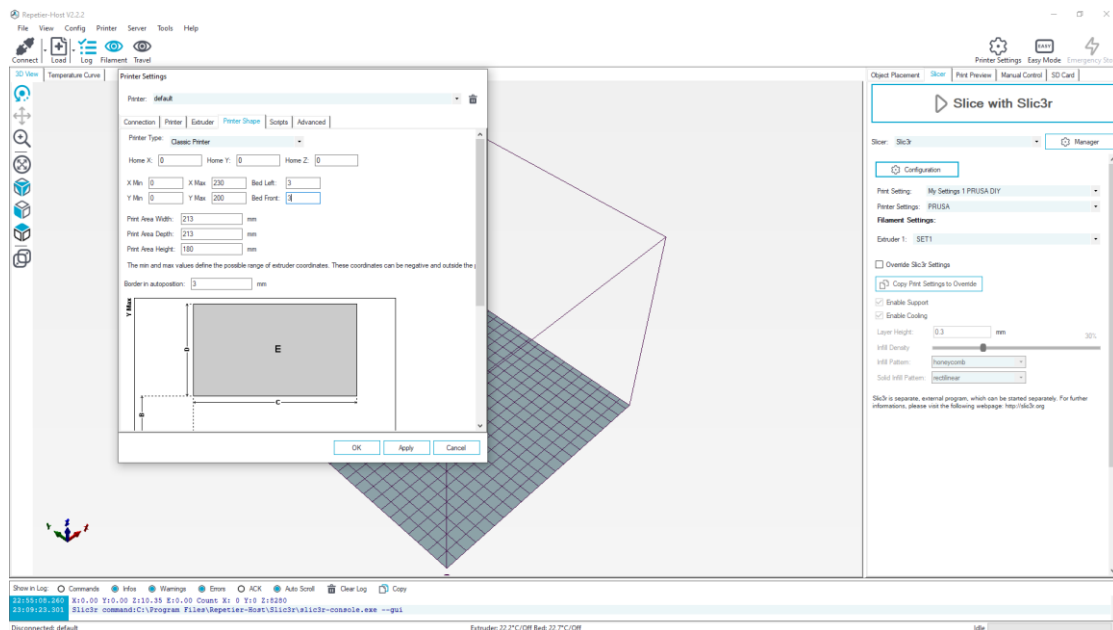 Repetier-Host V2.2.2
File View Config Printer Server Tools Help
Connect Load Log Filament Travel
Printer Settings Easy Mode Emergency Sto
3D View Temperature Curve
Printer Settings
Printer: default
Connection Printer Extruder Printer Shape Scripts Advanced
Printer Type: Classic Printer
Home X: 0 Home Y: 0 Home Z: 0
X Min 0 X Max 230 Bed Left: 3
Y Min 0 Y Max 200 Bed Front: 3
Print Area Width: 213 mm
Print Area Depth: 213 mm
Print Area Height: 180 mm
The min and max values define the possible range of extruder coordinates. These coordinates can be negative and outside the p
Border in autoposition: 3 mm
Y Max
D
E
C
B
OK Apply Cancel
Object Placement Slicer Print Preview Manual Control SD Card
Slice with Slic3r
Slicer: Slic3r Manager
Configuration
Print Setting: My Settings 1 PRUSA DIY
Printer Settings: PRUSA
Filament Settings:
Extruder 1: SET1
Override Slic3r Settings
Copy Print Settings to Override
Enable Support
Enable Cooling
Layer Height: 0.3 mm
Infill Density 30%
Infill Pattern: honeycomb
Solid Infill Pattern: rectilinear
Slic3r is separate, external program, which can be started separately. For further
informations, please visit the following webpage: http://slic3r.org
Show in Log: Commands Infos Warnings Errors ACK Auto Scroll Clear Log Copy
22:55:08.260 X:0.00 Y:0.00 Z:10.35 E:0.00 Count X: 0 Y:0 Z:8280
23:09:23.301 Slic3r command:C:\Program Files\Repetier-Host\Slic3r\slic3r-console.exe --gui
Disconnected: default Extruder: 22.2°C/Off Bed: 22.7°C/Off Idle